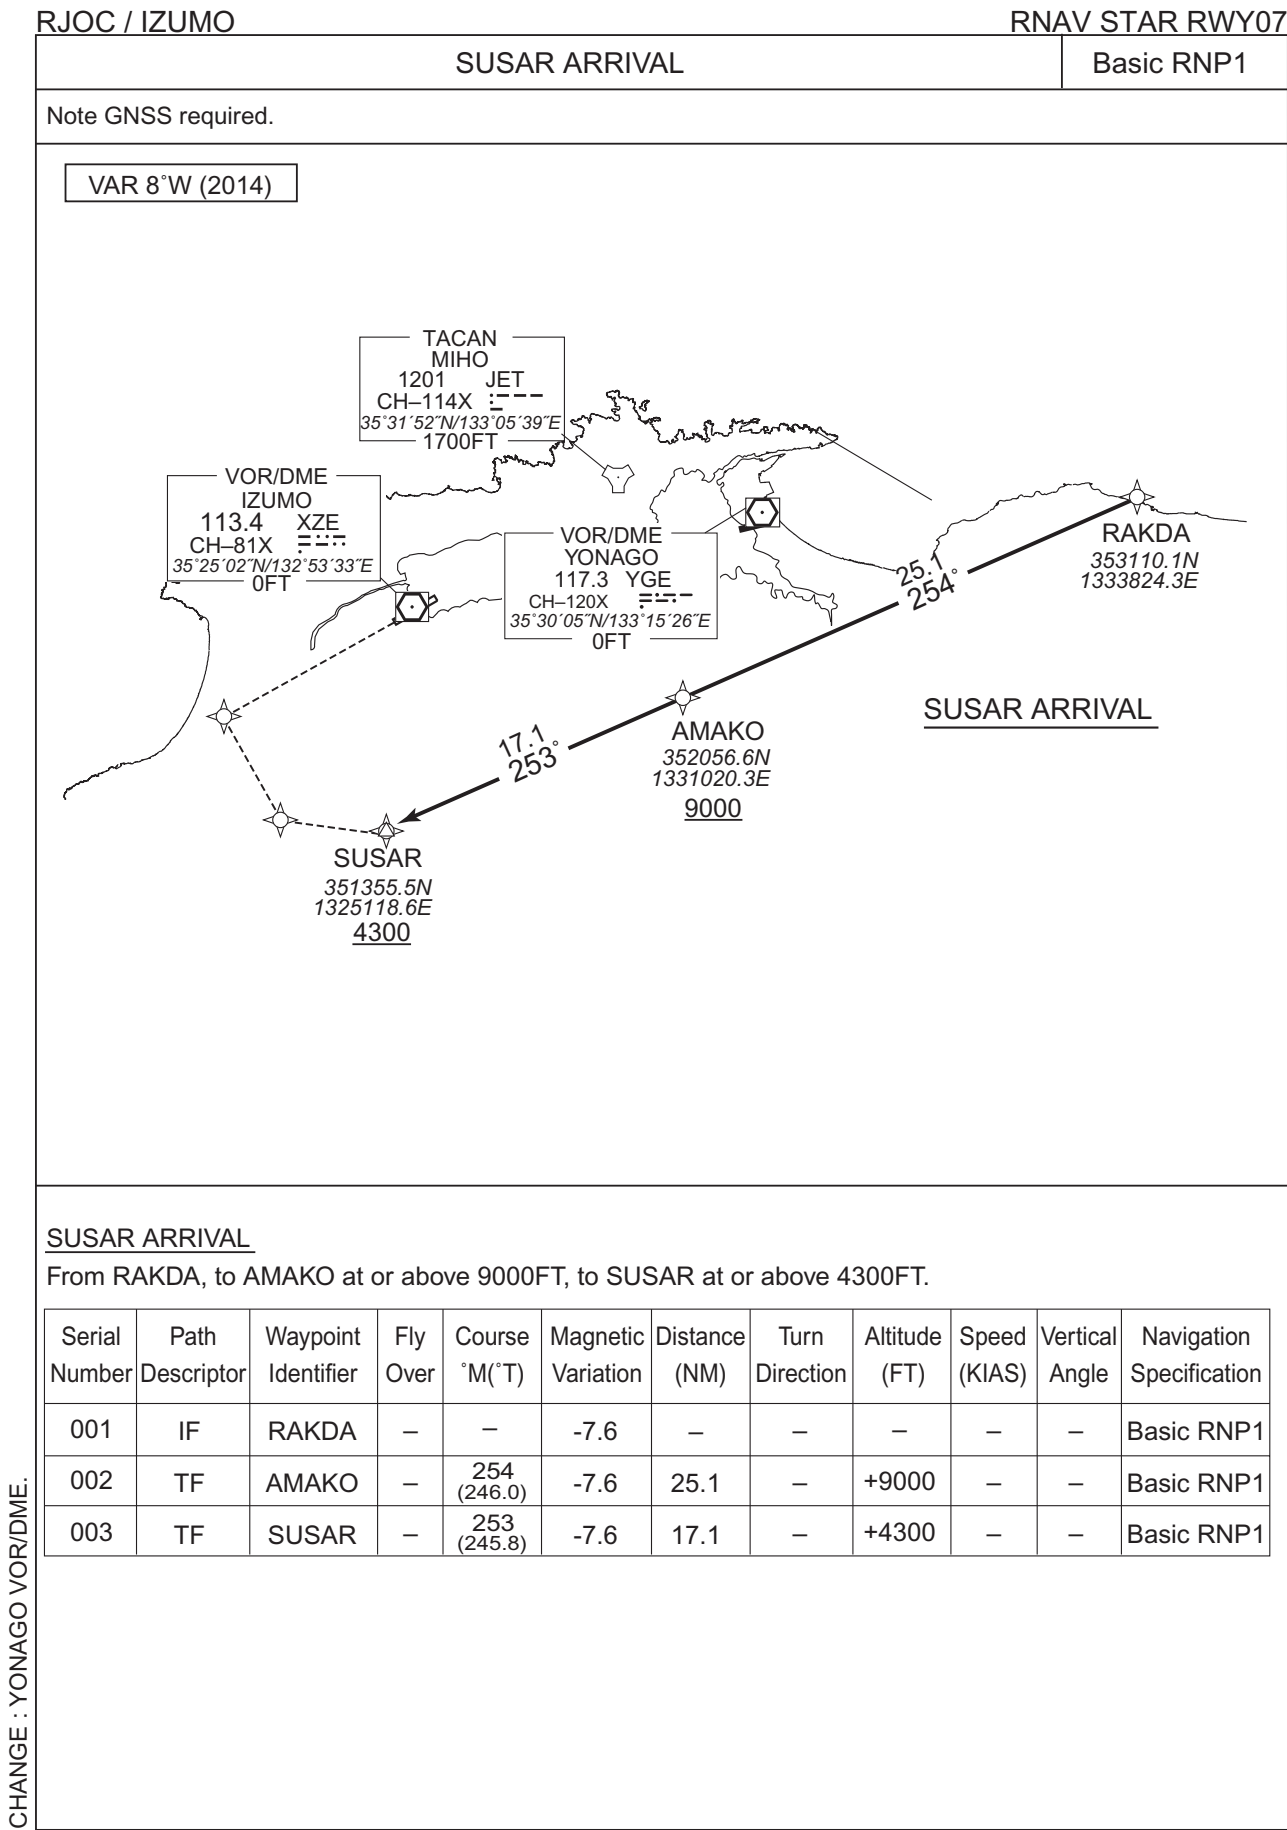 RJOC / IZUMO RNAV STAR RWY07
SUSAR ARRIVAL Basic RNP1
Note GNSS required.
VAR 8˚W (2014)
TACAN
MIHO
1201 JET
CH–114X
35˚31´52˝N/133˚05´39˝E
1700FT
VOR/DME
IZUMO
113.4 XZE
CH–81X
35˚25´02˝N/132˚53´33˝E
0FT
VOR/DME
YONAGO
117.3 YGE
CH–120X
35˚30´05˝N/133˚15´26˝E
0FT
RAKDA
353110.1N
1333824.3E
25.1
254˚
SUSAR ARRIVAL
AMAKO
352056.6N
1331020.3E
9000
17.1
253˚
SUSAR
351355.5N
1325118.6E
4300
SUSAR ARRIVAL
From RAKDA, to AMAKO at or above 9000FT, to SUSAR at or above 4300FT.
Serial Path Waypoint Fly Course Magnetic Distance Turn Altitude Speed Vertical Navigation
Number Descriptor Identifier Over ˚M(˚T) Variation (NM) Direction (FT) (KIAS) Angle Specification
001 IF RAKDA – – -7.6 – – – – – Basic RNP1
002 TF AMAKO – 254 (246.0) -7.6 25.1 – +9000 – – Basic RNP1
003 TF SUSAR – 253 (245.8) -7.6 17.1 – +4300 – – Basic RNP1
CHANGE : YONAGO VOR/DME.